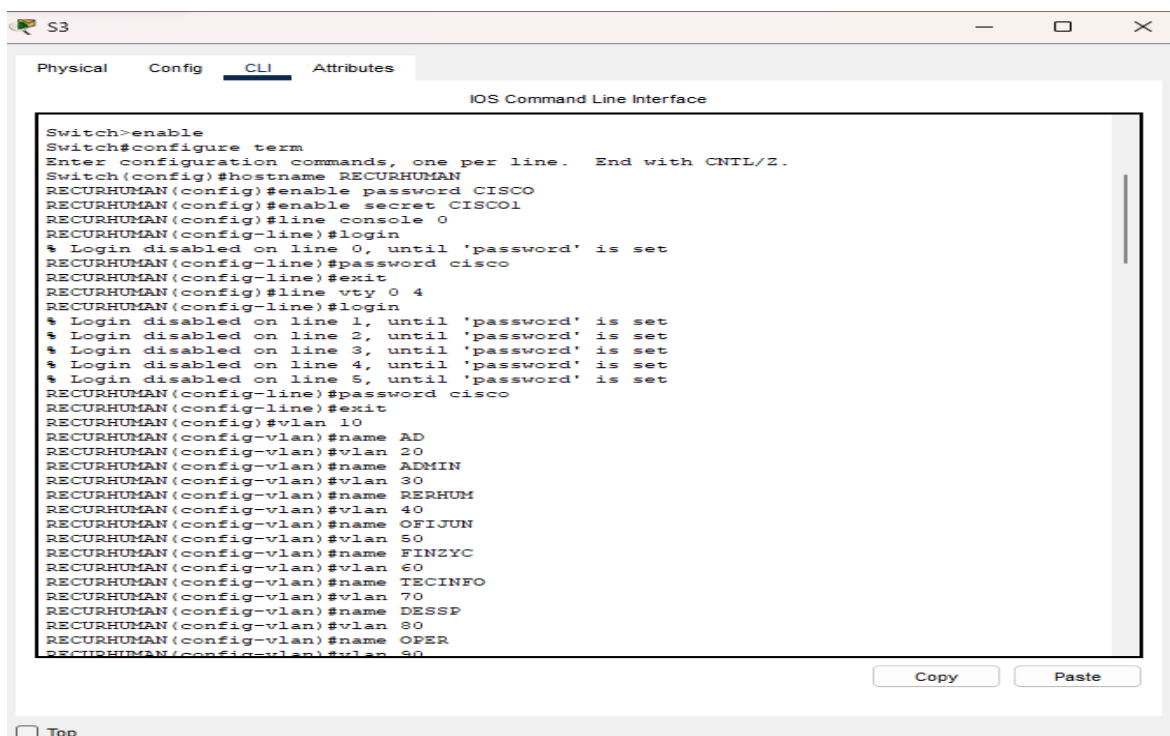 S3
Physical Config CLI Attributes
IOS Command Line Interface
Switch>enable
Switch#configure term
Enter configuration commands, one per line.  End with CNTL/Z.
Switch(config)#hostname RECURHUMAN
RECURHUMAN(config)#enable password CISCO
RECURHUMAN(config)#enable secret CISCO1
RECURHUMAN(config)#line console 0
RECURHUMAN(config-line)#login
% Login disabled on line 0, until 'password' is set
RECURHUMAN(config-line)#password cisco
RECURHUMAN(config-line)#exit
RECURHUMAN(config)#line vty 0 4
RECURHUMAN(config-line)#login
% Login disabled on line 1, until 'password' is set
% Login disabled on line 2, until 'password' is set
% Login disabled on line 3, until 'password' is set
% Login disabled on line 4, until 'password' is set
% Login disabled on line 5, until 'password' is set
RECURHUMAN(config-line)#password cisco
RECURHUMAN(config-line)#exit
RECURHUMAN(config)#vlan 10
RECURHUMAN(config-vlan)#name AD
RECURHUMAN(config-vlan)#vlan 20
RECURHUMAN(config-vlan)#name ADMIN
RECURHUMAN(config-vlan)#vlan 30
RECURHUMAN(config-vlan)#name RERHUM
RECURHUMAN(config-vlan)#vlan 40
RECURHUMAN(config-vlan)#name OFIJUN
RECURHUMAN(config-vlan)#vlan 50
RECURHUMAN(config-vlan)#name FINZYC
RECURHUMAN(config-vlan)#vlan 60
RECURHUMAN(config-vlan)#name TECINFO
RECURHUMAN(config-vlan)#vlan 70
RECURHUMAN(config-vlan)#name DESSP
RECURHUMAN(config-vlan)#vlan 80
RECURHUMAN(config-vlan)#name OPER
RECURHUMAN(config-vlan)#vlan 90
Copy Paste
Top